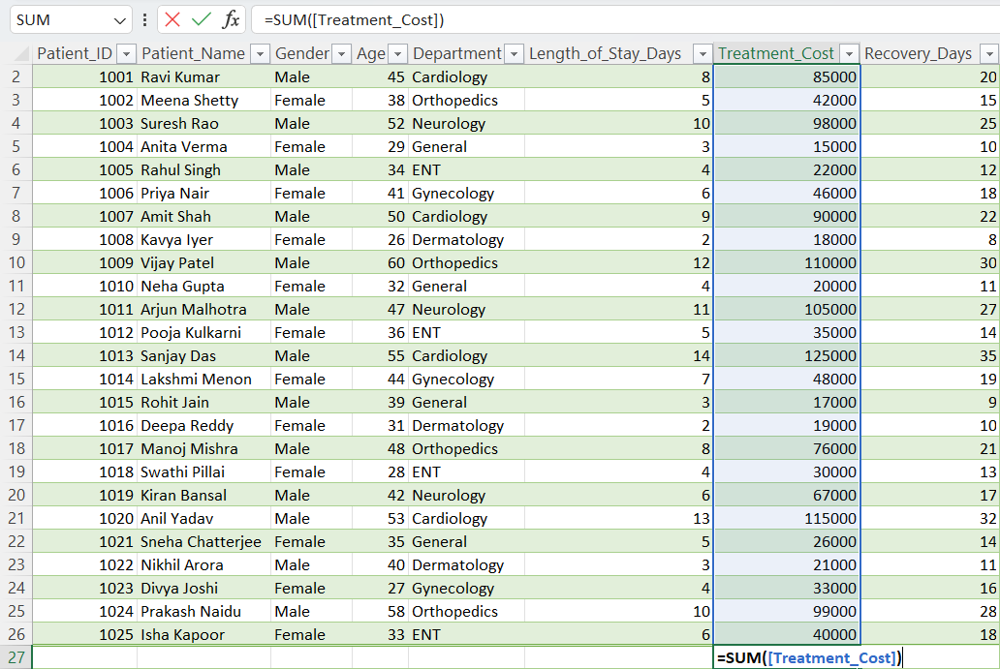 SUM fx =SUM([Treatment_Cost])
Patient_ID Patient_Name Gender Age Department Length_of_Stay_Days Treatment_Cost Recovery_Days
2 1001 Ravi Kumar Male 45 Cardiology 8 85000 20
3 1002 Meena Shetty Female 38 Orthopedics 5 42000 15
4 1003 Suresh Rao Male 52 Neurology 10 98000 25
5 1004 Anita Verma Female 29 General 3 15000 10
6 1005 Rahul Singh Male 34 ENT 4 22000 12
7 1006 Priya Nair Female 41 Gynecology 6 46000 18
8 1007 Amit Shah Male 50 Cardiology 9 90000 22
9 1008 Kavya Iyer Female 26 Dermatology 2 18000 8
10 1009 Vijay Patel Male 60 Orthopedics 12 110000 30
11 1010 Neha Gupta Female 32 General 4 20000 11
12 1011 Arjun Malhotra Male 47 Neurology 11 105000 27
13 1012 Pooja Kulkarni Female 36 ENT 5 35000 14
14 1013 Sanjay Das Male 55 Cardiology 14 125000 35
15 1014 Lakshmi Menon Female 44 Gynecology 7 48000 19
16 1015 Rohit Jain Male 39 General 3 17000 9
17 1016 Deepa Reddy Female 31 Dermatology 2 19000 10
18 1017 Manoj Mishra Male 48 Orthopedics 8 76000 21
19 1018 Swathi Pillai Female 28 ENT 4 30000 13
20 1019 Kiran Bansal Male 42 Neurology 6 67000 17
21 1020 Anil Yadav Male 53 Cardiology 13 115000 32
22 1021 Sneha Chatterjee Female 35 General 5 26000 14
23 1022 Nikhil Arora Male 40 Dermatology 3 21000 11
24 1023 Divya Joshi Female 27 Gynecology 4 33000 16
25 1024 Prakash Naidu Male 58 Orthopedics 10 99000 28
26 1025 Isha Kapoor Female 33 ENT 6 40000 18
27 =SUM([Treatment_Cost])